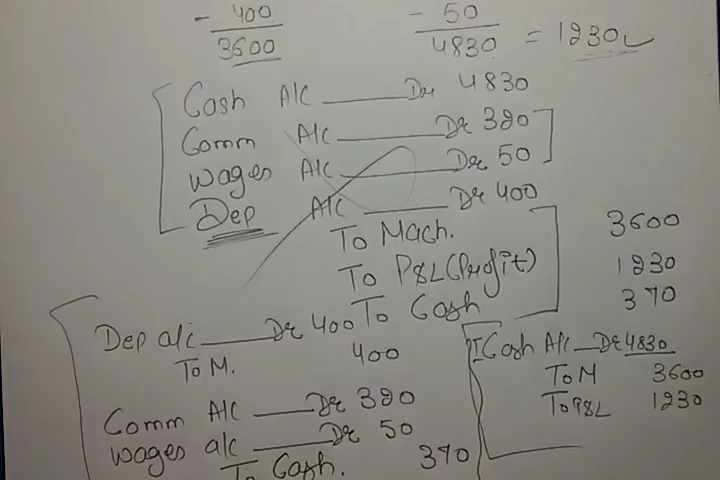 - 400
3600
- 50
4830 = 1230
Cash A/C Dr 4830
Comm A/C Dr 320
Wages A/C Dr 50
Dep A/C Dr 400
To Mach. 3600
To P&L (Profit) 1230
To Cash 370
Dep a/c Dr 400
To M. 400
Comm A/C Dr 320
Wages a/c Dr 50
To Cash. 370
Cash A/C Dr 4830
To M 3600
To P&L 1230